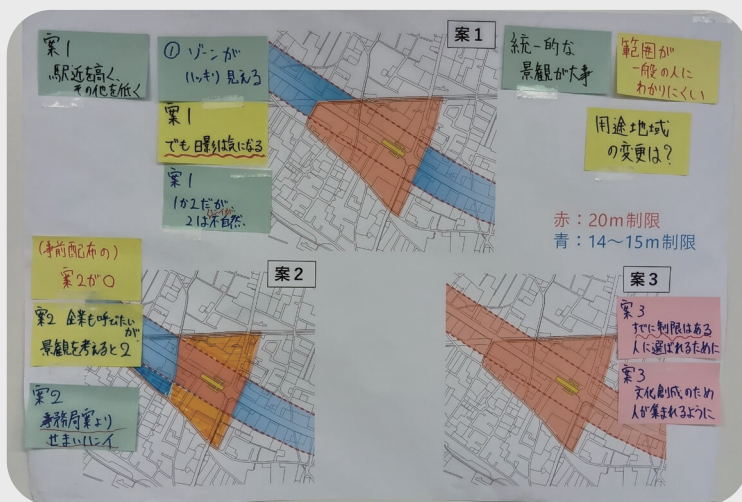 案1
駅近を高く、
その他を低く
① ゾーンが
ハッキリ見える
案1
でも日影は気になる
案1
1か2だが
2は不自然
案1
統一的な
景観が大事
範囲が
一般の人に
わかりにくい
用途地域
の変更は?
赤:20m制限
青:14~15m制限
(事前配布の)
案2が○
案2 企業も呼びたい
が
景観を考えると2
案2
事務局案より
せまい
案2
案3
案3
すでに制限はある
人に選ばれるために
案3
文化創成のため
人が集まれるように